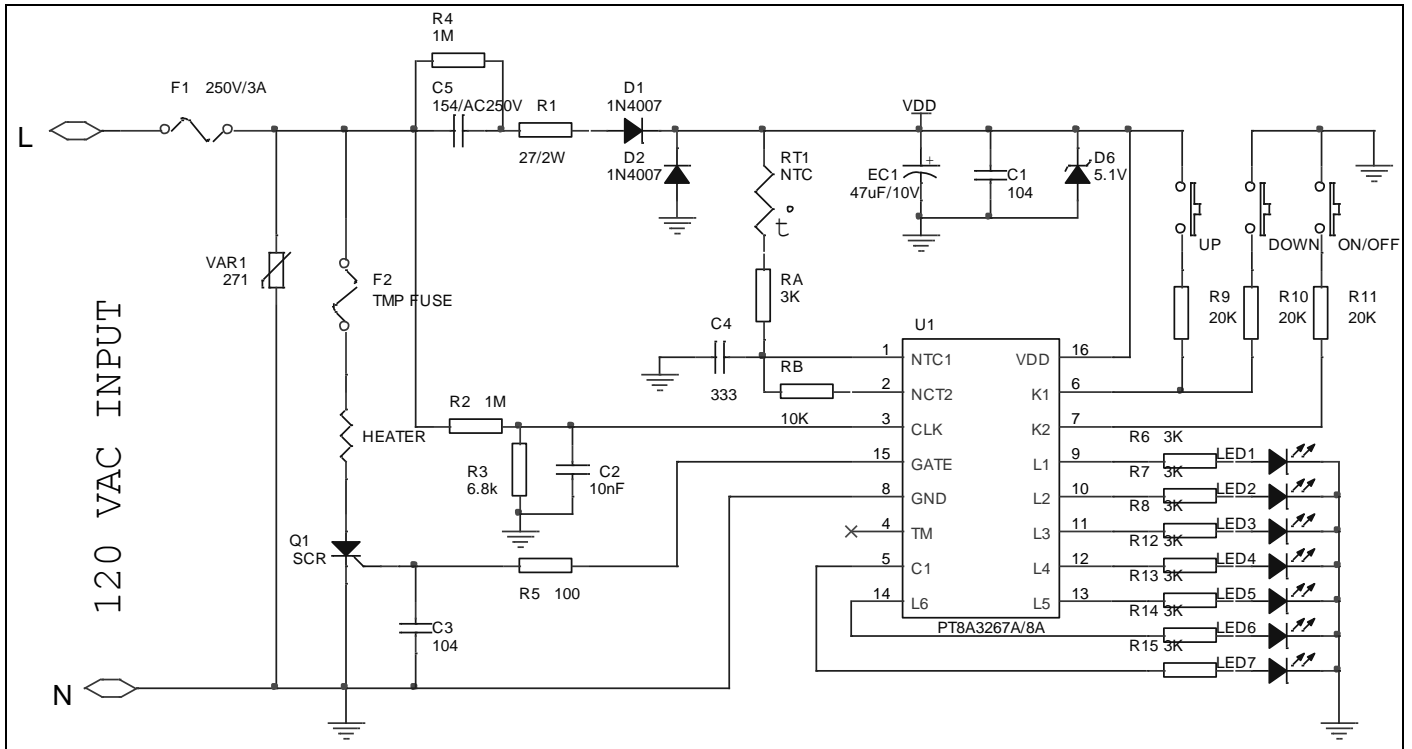 R4
1M
F1 250V/3A
C5
154/AC250V
R1
27/2W
D1
1N4007
D2
1N4007
VDD
RT1
NTC
t°
EC1
+
47uF/10V
C1
104
D6
5.1V
L
UP
DOWN
ON/OFF
VAR1
271
F2
TMP FUSE
RA
3K
R9
20K
R10
20K
R11
20K
C4
333
RB
10K
U1
120 VAC INPUT
1 NTC1
2 NCT2
3 CLK
15 GATE
8 GND
4 TM
5 C1
14 L6
VDD 16
K1 6
K2 7
L1 9
L2 10
L3 11
L4 12
L5 13
PT8A3267A/8A
R2 1M
HEATER
R3
6.8k
C2
10nF
R6 3K
LED1
R7 3K
LED2
R8 3K
LED3
R12 3K
LED4
R13 3K
LED5
R14 3K
LED6
R15 3K
LED7
Q1
SCR
R5 100
C3
104
N